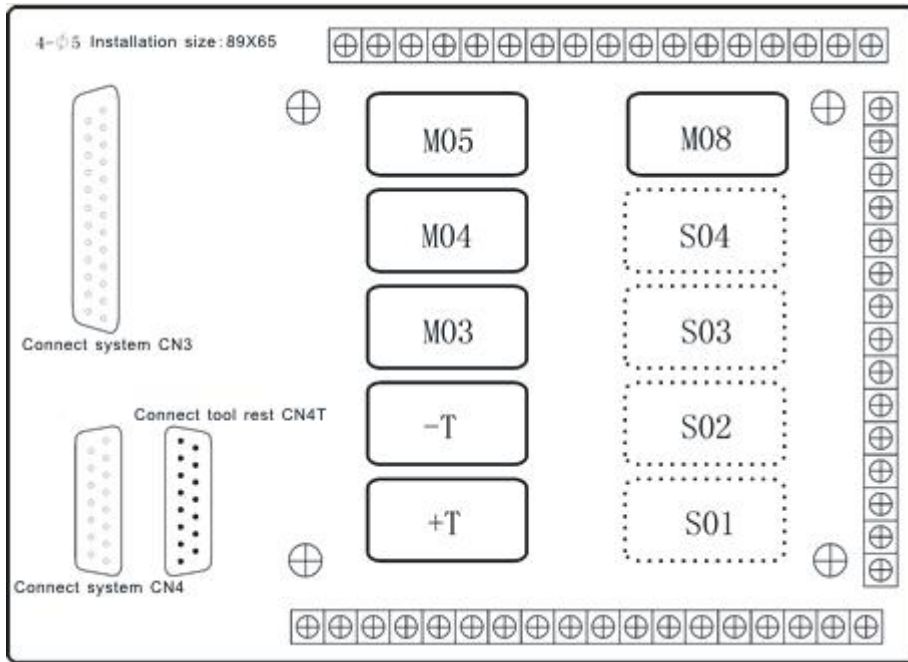 4-φ5 Installation size:89X65
M05 M08
M04 S04
M03 S03
Connect system CN3
Connect tool rest CN4T
-T S02
+T S01
Connect system CN4